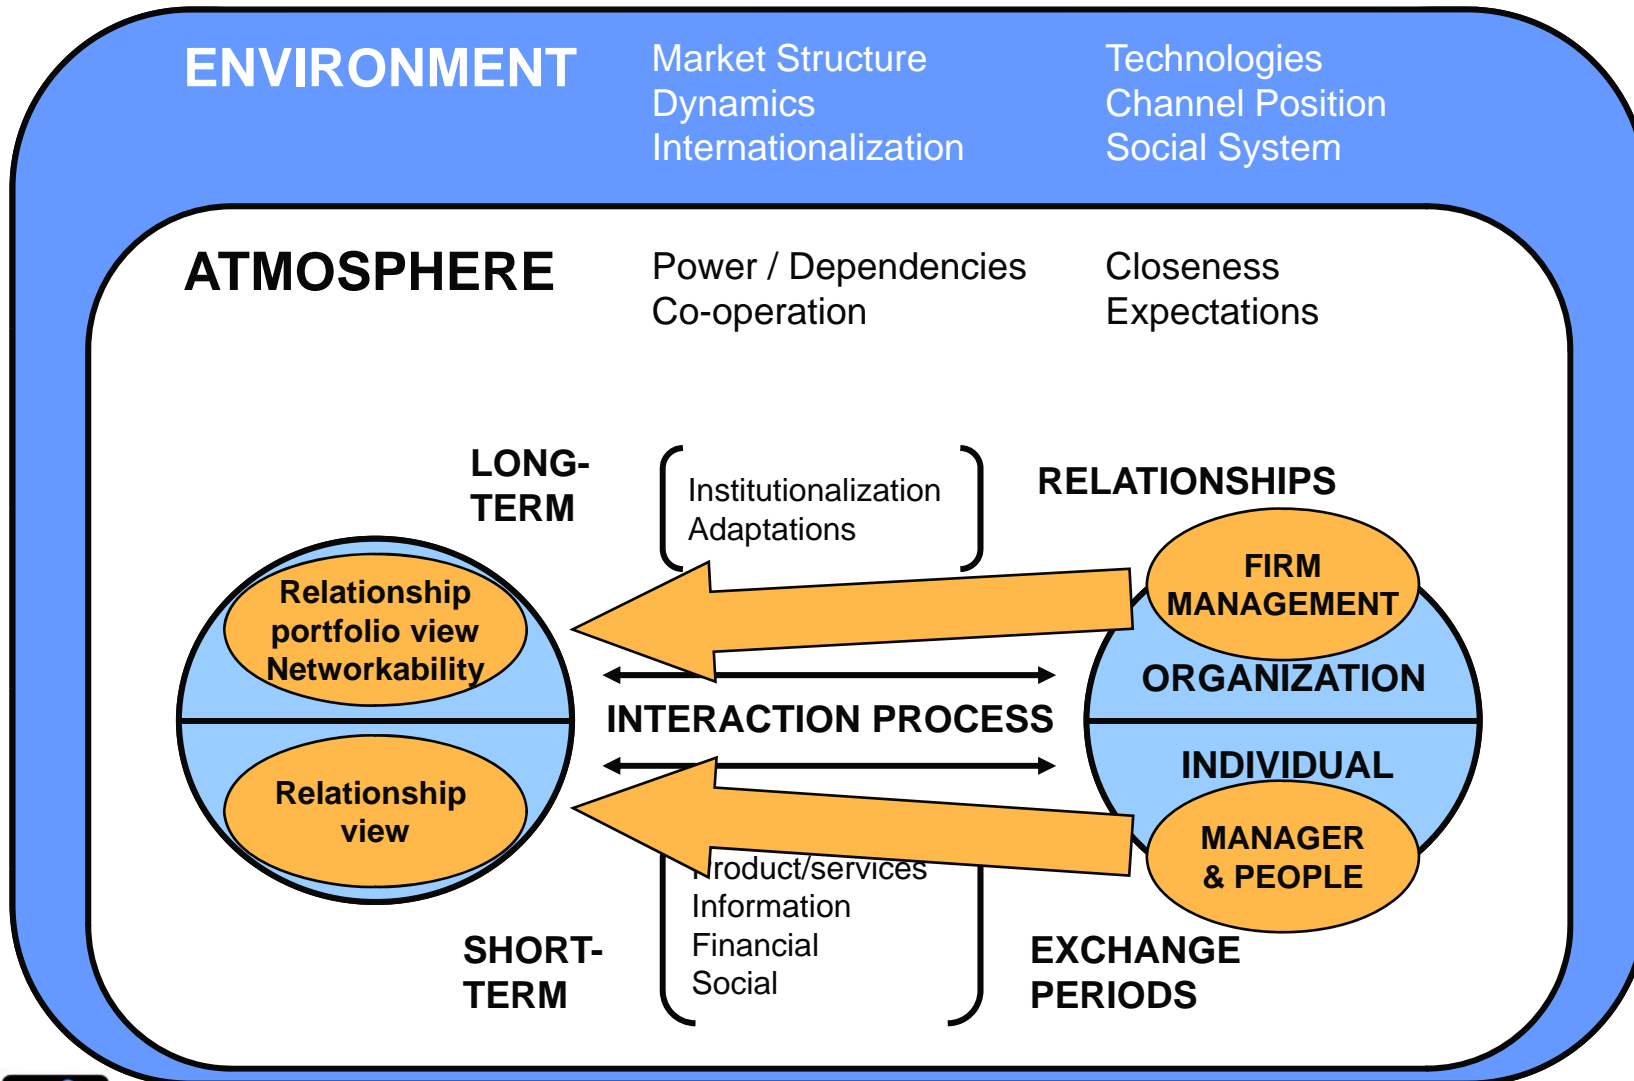 ENVIRONMENT
Market Structure
Dynamics
Internationalization
Technologies
Channel Position
Social System
ATMOSPHERE
Power / Dependencies
Co-operation
Closeness
Expectations
LONG-
TERM
Institutionalization
Adaptations
RELATIONSHIPS
Relationship
portfolio view
Networkability
FIRM
MANAGEMENT
ORGANIZATION
INTERACTION PROCESS
INDIVIDUAL
Relationship
view
MANAGER
& PEOPLE
Product/services
Information
Financial
Social
SHORT-
TERM
EXCHANGE
PERIODS